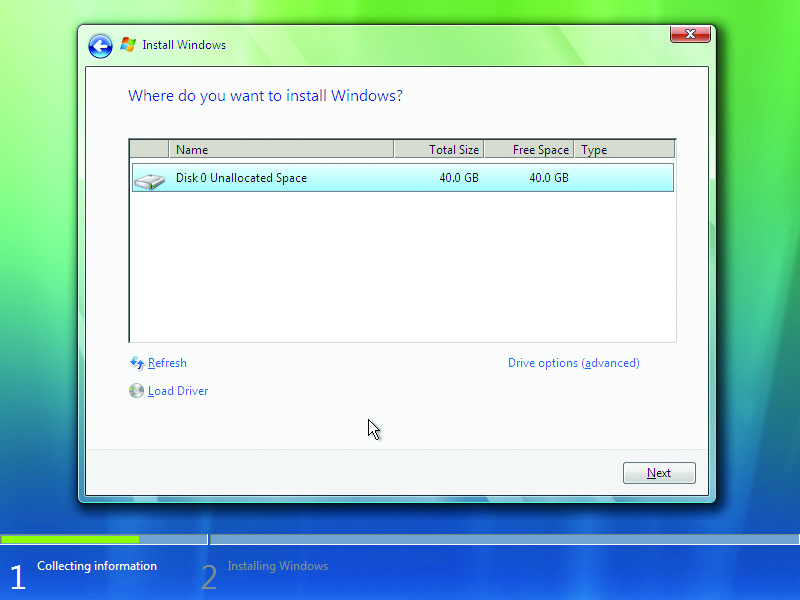 Install Windows
Where do you want to install Windows?
Name Total Size Free Space Type
Disk 0 Unallocated Space 40.0 GB 40.0 GB
Refresh Drive options (advanced)
Load Driver
Next
1 Collecting information 2 Installing Windows